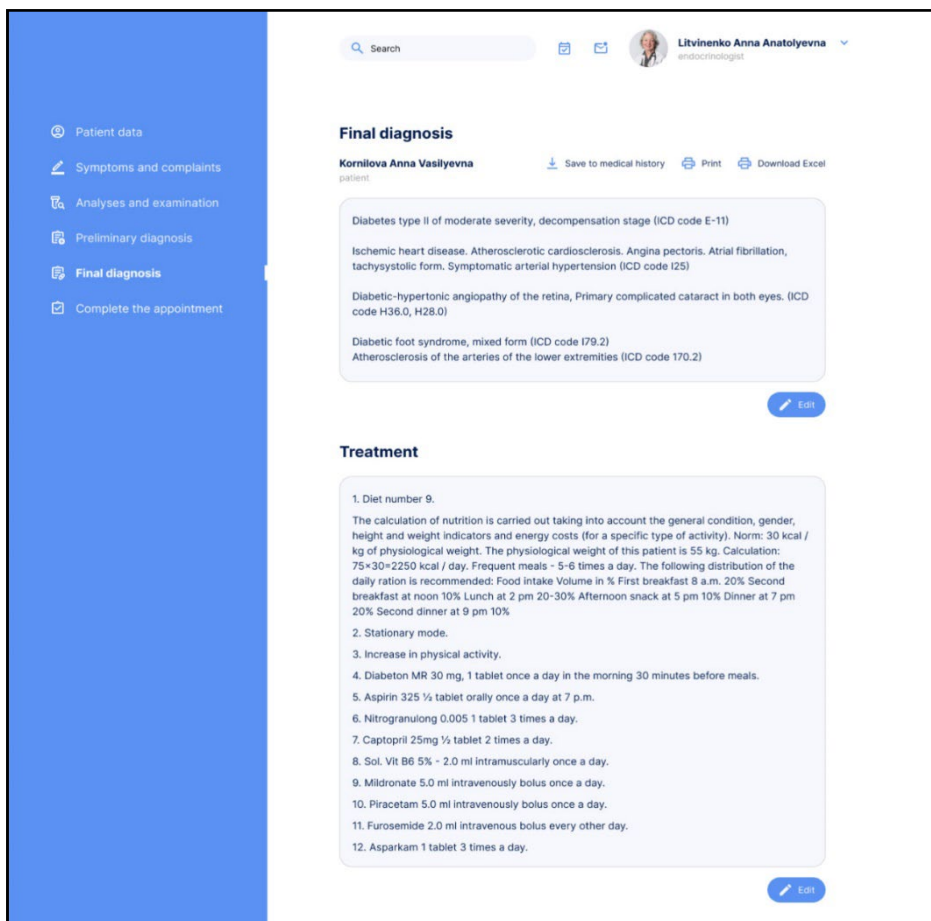 Search
Litvinenko Anna Anatolyevna
endocrinologist
Patient data
Symptoms and complaints
Analyses and examination
Preliminary diagnosis
Final diagnosis
Complete the appointment
Final diagnosis
Kornilova Anna Vasilyevna
patient
Save to medical history
Print
Download Excel
Diabetes type II of moderate severity, decompensation stage (ICD code E-11)
Ischemic heart disease. Atherosclerotic cardiosclerosis. Angina pectoris. Atrial fibrillation,
tachysystolic form. Symptomatic arterial hypertension (ICD code I25)
Diabetic-hypertonic angiopathy of the retina, Primary complicated cataract in both eyes. (ICD
code H36.0, H28.0)
Diabetic foot syndrome, mixed form (ICD code I79.2)
Atherosclerosis of the arteries of the lower extremities (ICD code 170.2)
Edit
Treatment
1. Diet number 9.
The calculation of nutrition is carried out taking into account the general condition, gender,
height and weight indicators and energy costs (for a specific type of activity). Norm: 30 kcal /
kg of physiological weight. The physiological weight of this patient is 55 kg. Calculation:
75×30=2250 kcal / day. Frequent meals - 5-6 times a day. The following distribution of the
daily ration is recommended: Food intake Volume in % First breakfast 8 a.m. 20% Second
breakfast at noon 10% Lunch at 2 pm 20-30% Afternoon snack at 5 pm 10% Dinner at 7 pm
20% Second dinner at 9 pm 10%
2. Stationary mode.
3. Increase in physical activity.
4. Diabeton MR 30 mg, 1 tablet once a day in the morning 30 minutes before meals.
5. Aspirin 325 ½ tablet orally once a day at 7 p.m.
6. Nitrogranulong 0.005 1 tablet 3 times a day.
7. Captopril 25mg ½ tablet 2 times a day.
8. Sol. Vit B6 5% - 2.0 ml intramuscularly once a day.
9. Mildronate 5.0 ml intravenously bolus once a day.
10. Piracetam 5.0 ml intravenously bolus once a day.
11. Furosemide 2.0 ml intravenous bolus every other day.
12. Asparkam 1 tablet 3 times a day.
Edit